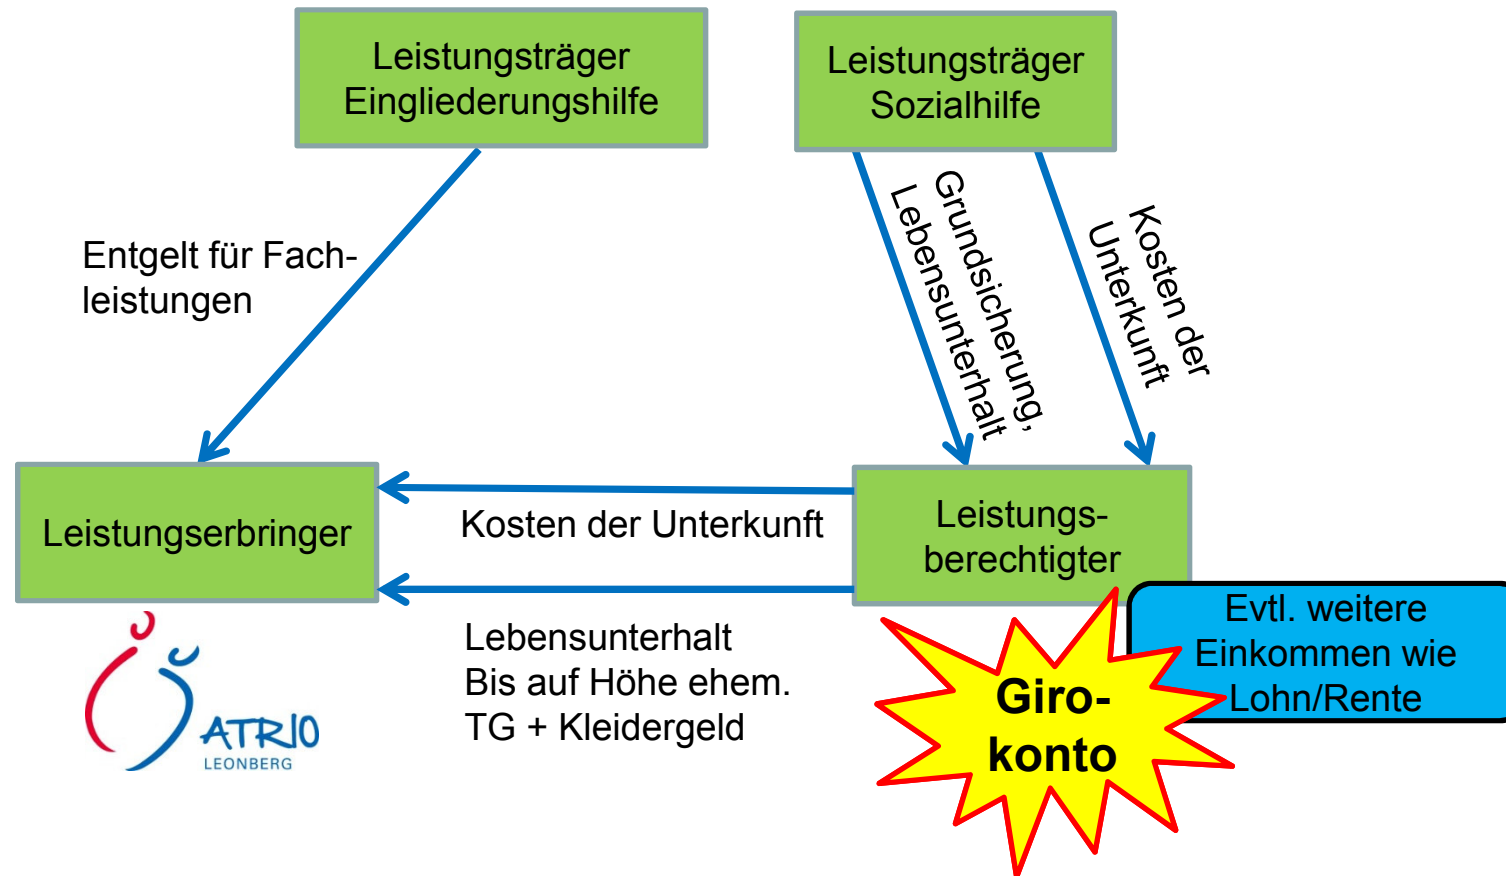 Leistungsträger
Eingliederungshilfe
Leistungsträger
Sozialhilfe
Entgelt für Fach-
leistungen
Grundsicherung,
Lebensunterhalt
Kosten der
Unterkunft
Leistungserbringer
Kosten der Unterkunft
Leistungs-
berechtigter
Lebensunterhalt
Bis auf Höhe ehem.
TG + Kleidergeld
Evtl. weitere
Einkommen wie
Lohn/Rente
Giro-
konto
ATRIO
LEONBERG